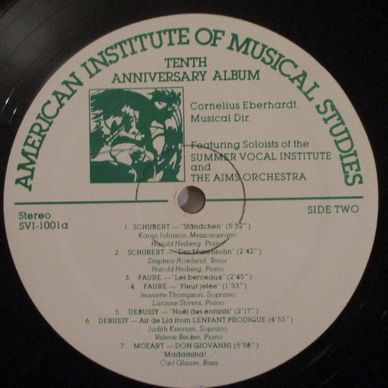 AMERICAN INSTITUTE OF MUSICAL STUDIES
TENTH
ANNIVERSARY ALBUM
Cornelius Eberhardt.
Musical Dir.
Featuring Soloists of the
SUMMER VOCAL INSTITUTE
and
THE AIMS ORCHESTRA
Stereo
SVI-1001a
SIDE TWO
1. SCHUBERT — "Ständchen" (5'52")
Karen Johnson, Mezzosoprano
Harold Heiberg, Piano
2. SCHUBERT — "Der Musensohn" (2'42")
Stephen Rowland, Tenor
Harold Heiberg, Piano
3. FAURE — "Les berceaux" (2'45")
4. FAURE — "Fleur jetée" (1'33")
Jeanette Thompson, Soprano
Laraine Stivers, Piano
5. DEBUSSY — "Noël des enfants" (2'17")
6. DEBUSSY — Air de Lia from L'ENFANT PRODIGUE (4'55")
Judith Kennan, Soprano
Valerie Becker, Piano
7. MOZART — DON GIOVANNI (5'58")
"Madamina!..."
Carl Glaum, Bass